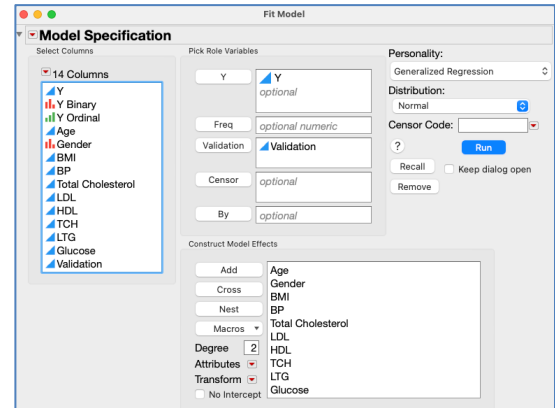 Fit Model
Model Specification
Select Columns
14 Columns
Y
Y Binary
Y Ordinal
Age
Gender
BMI
BP
Total Cholesterol
LDL
HDL
TCH
LTG
Glucose
Validation
Pick Role Variables
Y
Y
optional
Freq
optional numeric
Validation
Validation
Censor
optional
By
optional
Personality:
Generalized Regression
Distribution:
Normal
Censor Code:
?
Run
Recall
Keep dialog open
Remove
Construct Model Effects
Add
Cross
Nest
Macros
Degree 2
Attributes
Transform
No Intercept
Age
Gender
BMI
BP
Total Cholesterol
LDL
HDL
TCH
LTG
Glucose